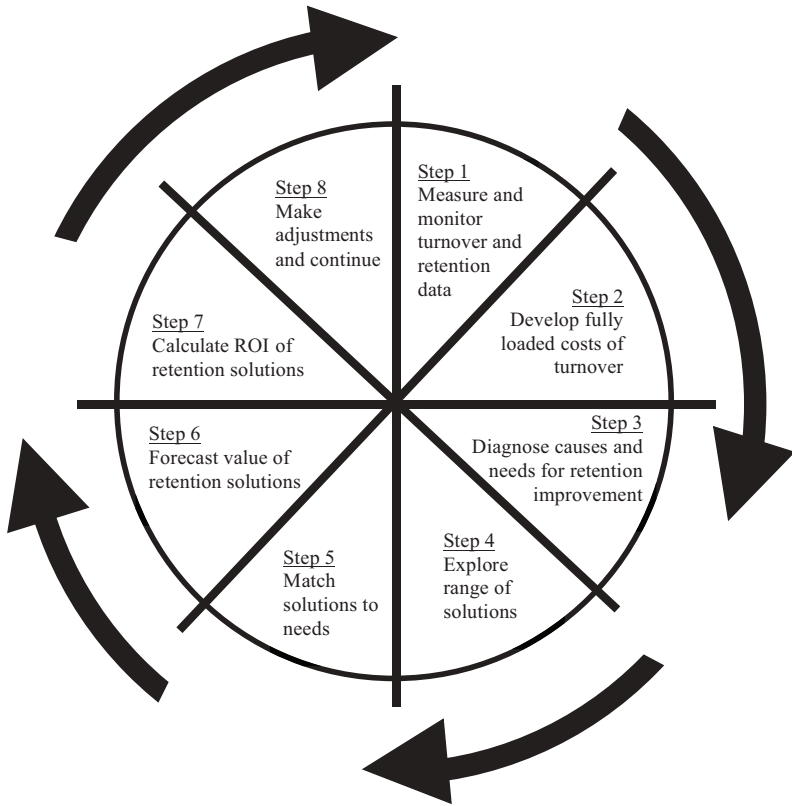 Step 1
Measure and
monitor
turnover and
retention
data
Step 2
Develop fully
loaded costs of
turnover
Step 3
Diagnose causes and
needs for retention
improvement
Step 4
Explore
range of
solutions
Step 5
Match
solutions to
needs
Step 6
Forecast value of
retention solutions
Step 7
Calculate ROI of
retention solutions
Step 8
Make
adjustments
and continue